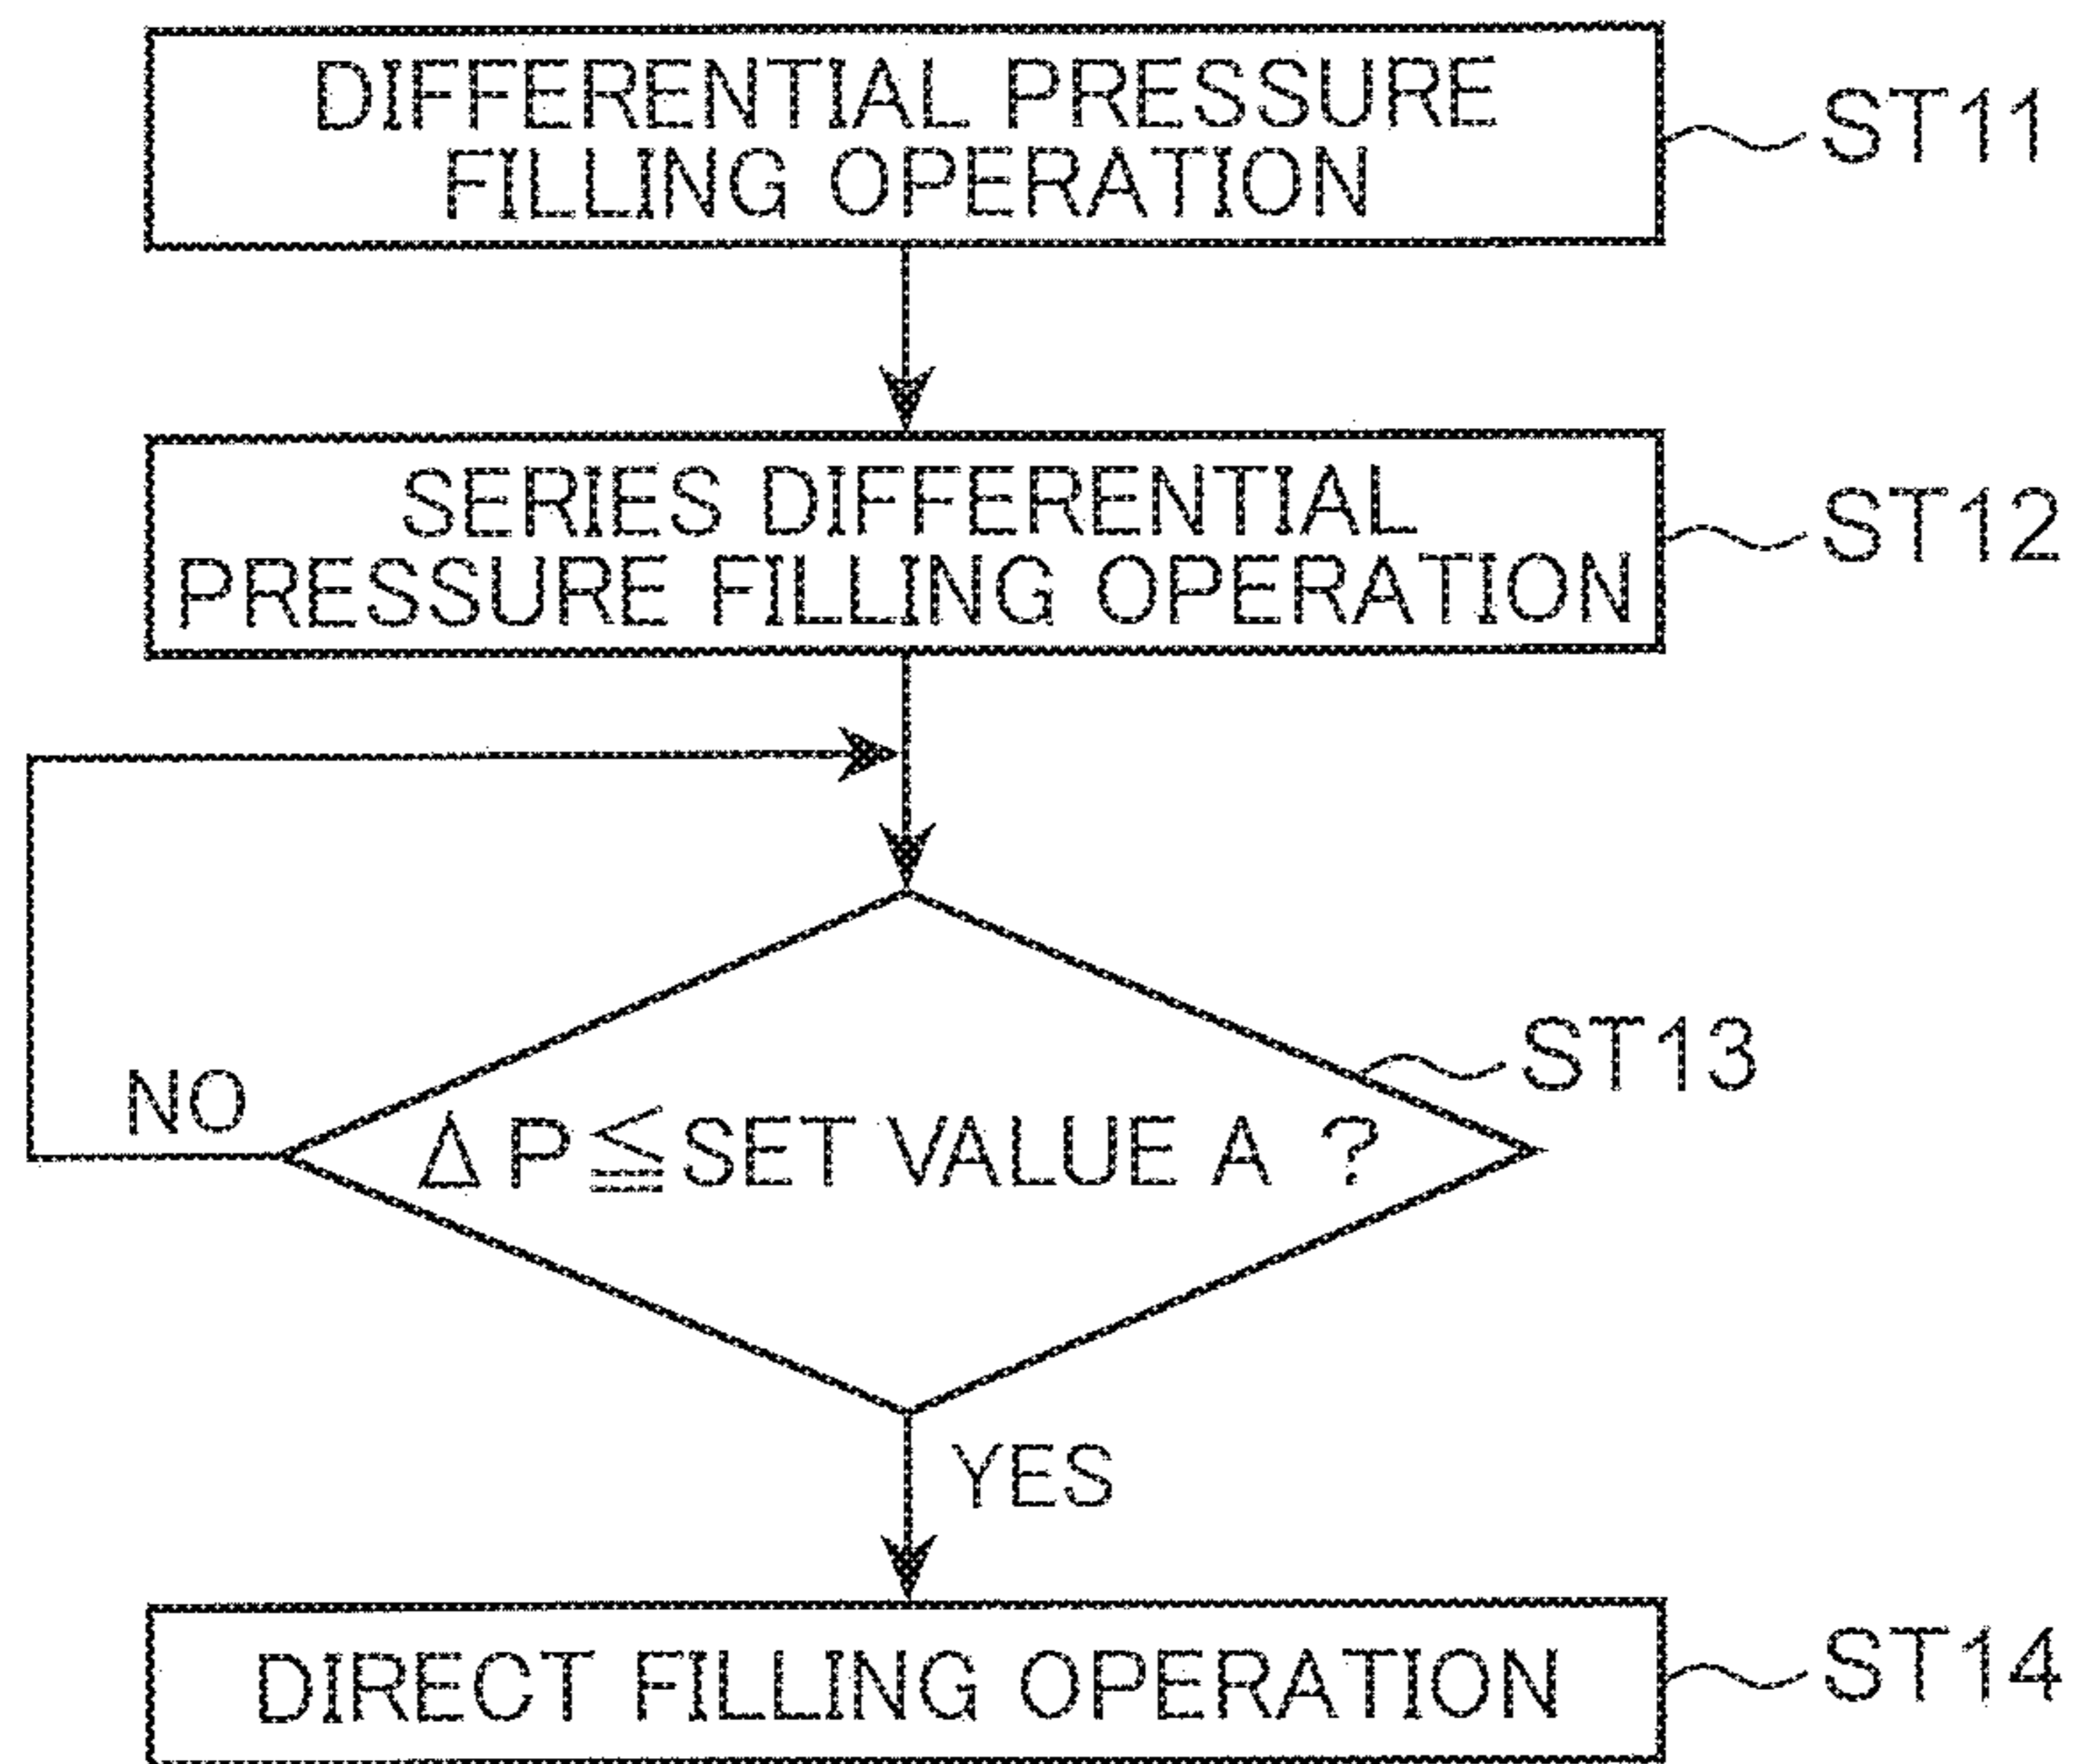 DIFFERENTIAL PRESSURE
FILLING OPERATION
ST11
SERIES DIFFERENTIAL
PRESSURE FILLING OPERATION
ST12
ST13
NO
Δ P≦SET VALUE A ?
YES
DIRECT FILLING OPERATION
ST14